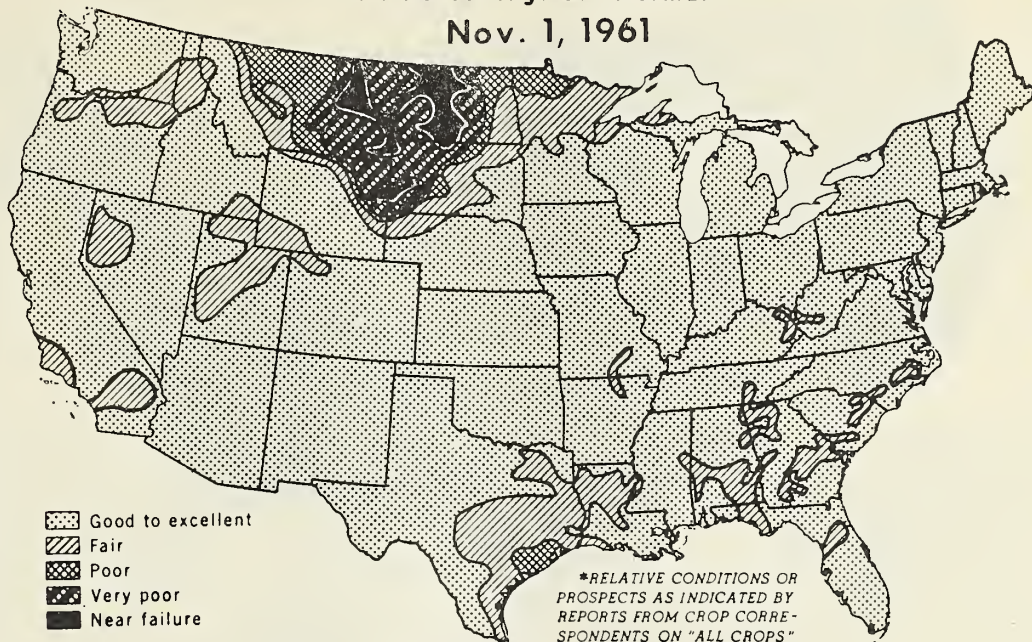 Nov. 1, 1961
Good to excellent
Fair
Poor
Very poor
Near failure
*RELATIVE CONDITIONS OR
PROSPECTS AS INDICATED BY
REPORTS FROM CROP CORRE-
SPONDENTS ON "ALL CROPS"